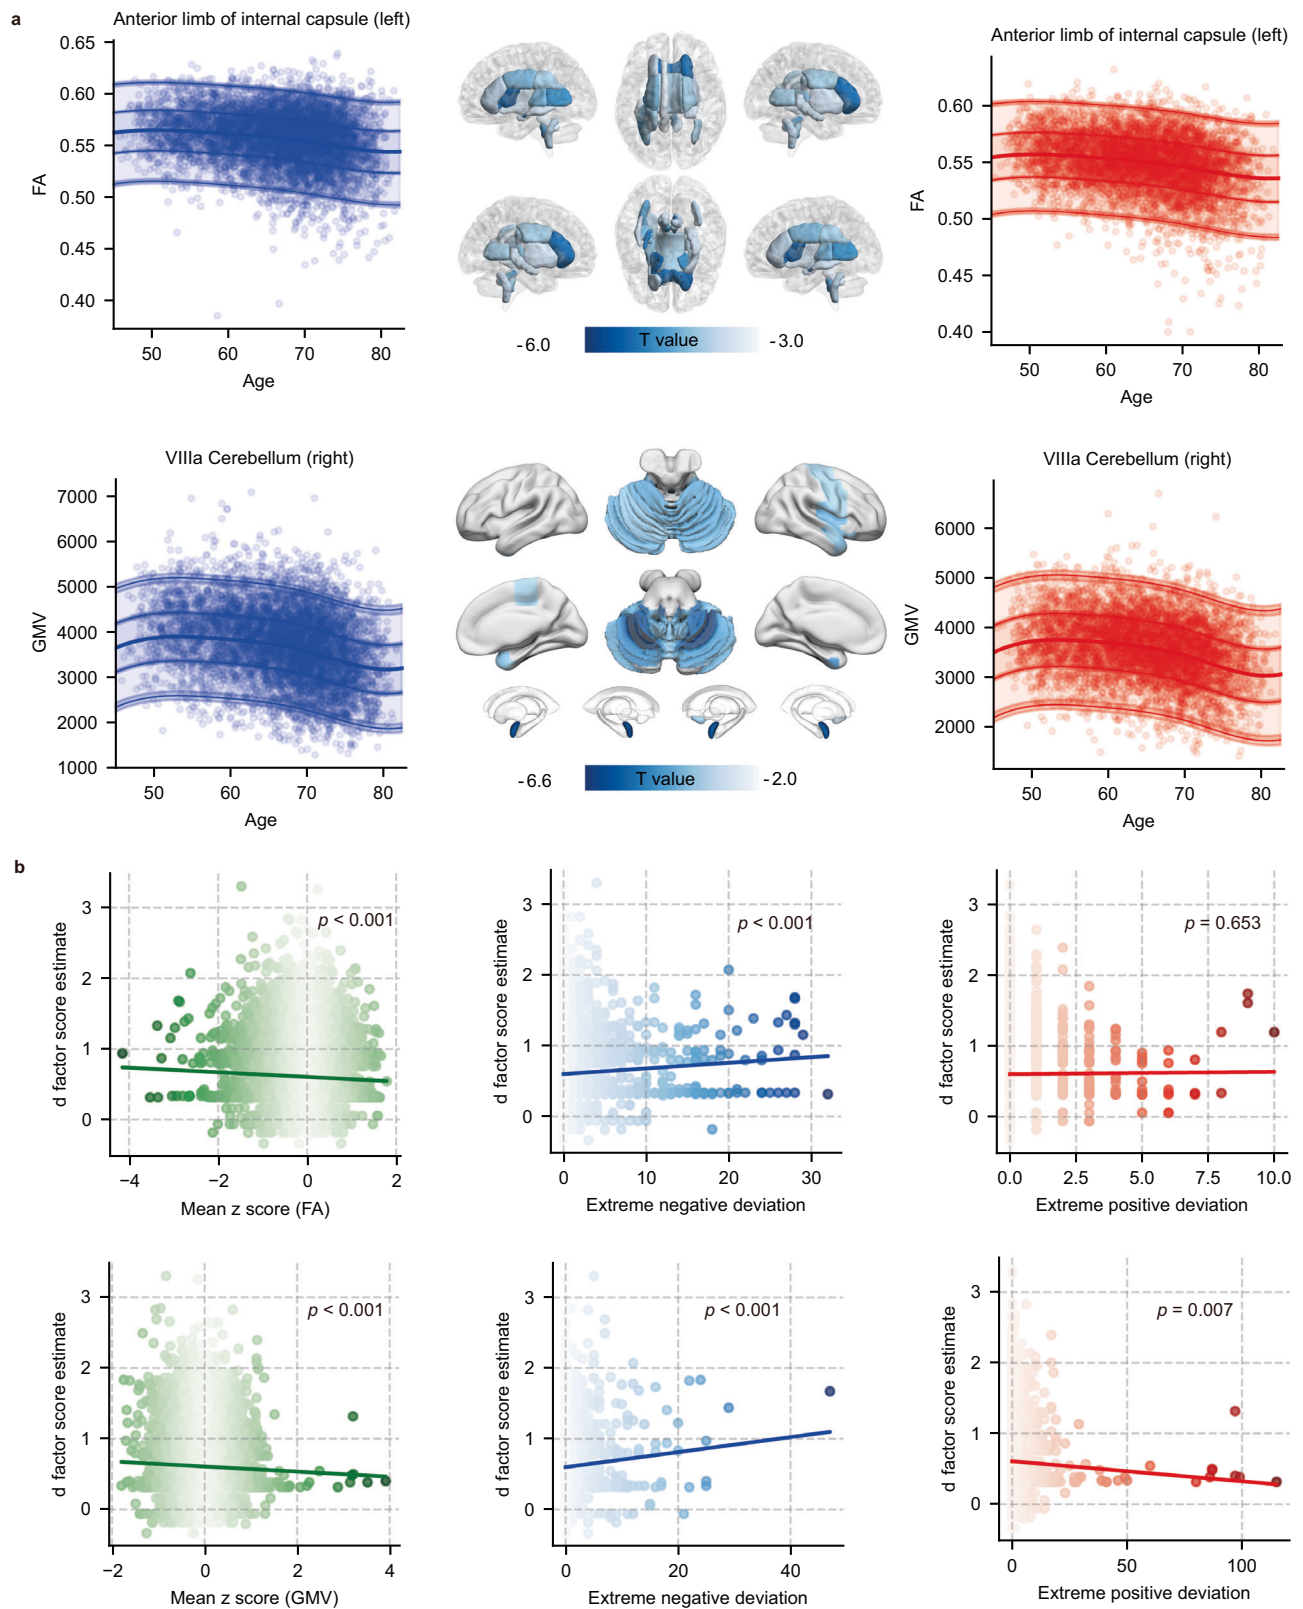 a
Anterior limb of internal capsule (left)
0.65
0.60
0.55
0.50
0.45
0.40
FA
50 60 70 80
Age
-6.0 T value -3.0
Anterior limb of internal capsule (left)
0.60
0.55
0.50
0.45
0.40
FA
50 60 70 80
Age
VIIIa Cerebellum (right)
7000
6000
5000
4000
3000
2000
1000
GMV
50 60 70 80
Age
-6.6 T value -2.0
VIIIa Cerebellum (right)
6000
5000
4000
3000
2000
GMV
50 60 70 80
Age
b
d factor score estimate
3
2
1
0
p < 0.001
−4 −2 0 2
Mean z score (FA)
d factor score estimate
3
2
1
0
p < 0.001
0 10 20 30
Extreme negative deviation
d factor score estimate
3
2
1
0
p = 0.653
0.0 2.5 5.0 7.5 10.0
Extreme positive deviation
d factor score estimate
3
2
1
0
p < 0.001
−2 0 2 4
Mean z score (GMV)
d factor score estimate
3
2
1
0
p < 0.001
0 20 40
Extreme negative deviation
d factor score estimate
3
2
1
0
p = 0.007
0 50 100
Extreme positive deviation